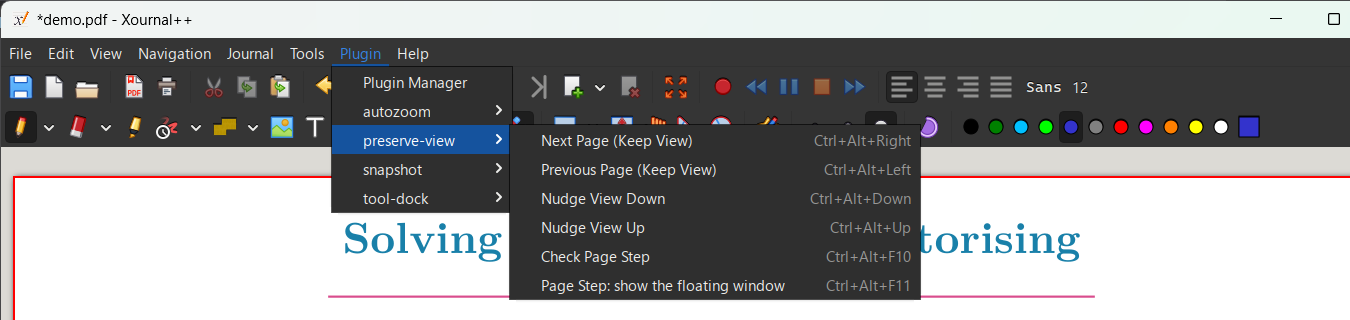 *demo.pdf - Xournal++
File Edit View Navigation Journal Tools Plugin Help
PDF Sans 12
Plugin Manager
autozoom
T
preserve-view
Next Page (Keep View) Ctrl+Alt+Right
snapshot
Previous Page (Keep View) Ctrl+Alt+Left
tool-dock
Nudge View Down Ctrl+Alt+Down
Nudge View Up Ctrl+Alt+Up
Solving torising
Check Page Step Ctrl+Alt+F10
Page Step: show the floating window Ctrl+Alt+F11